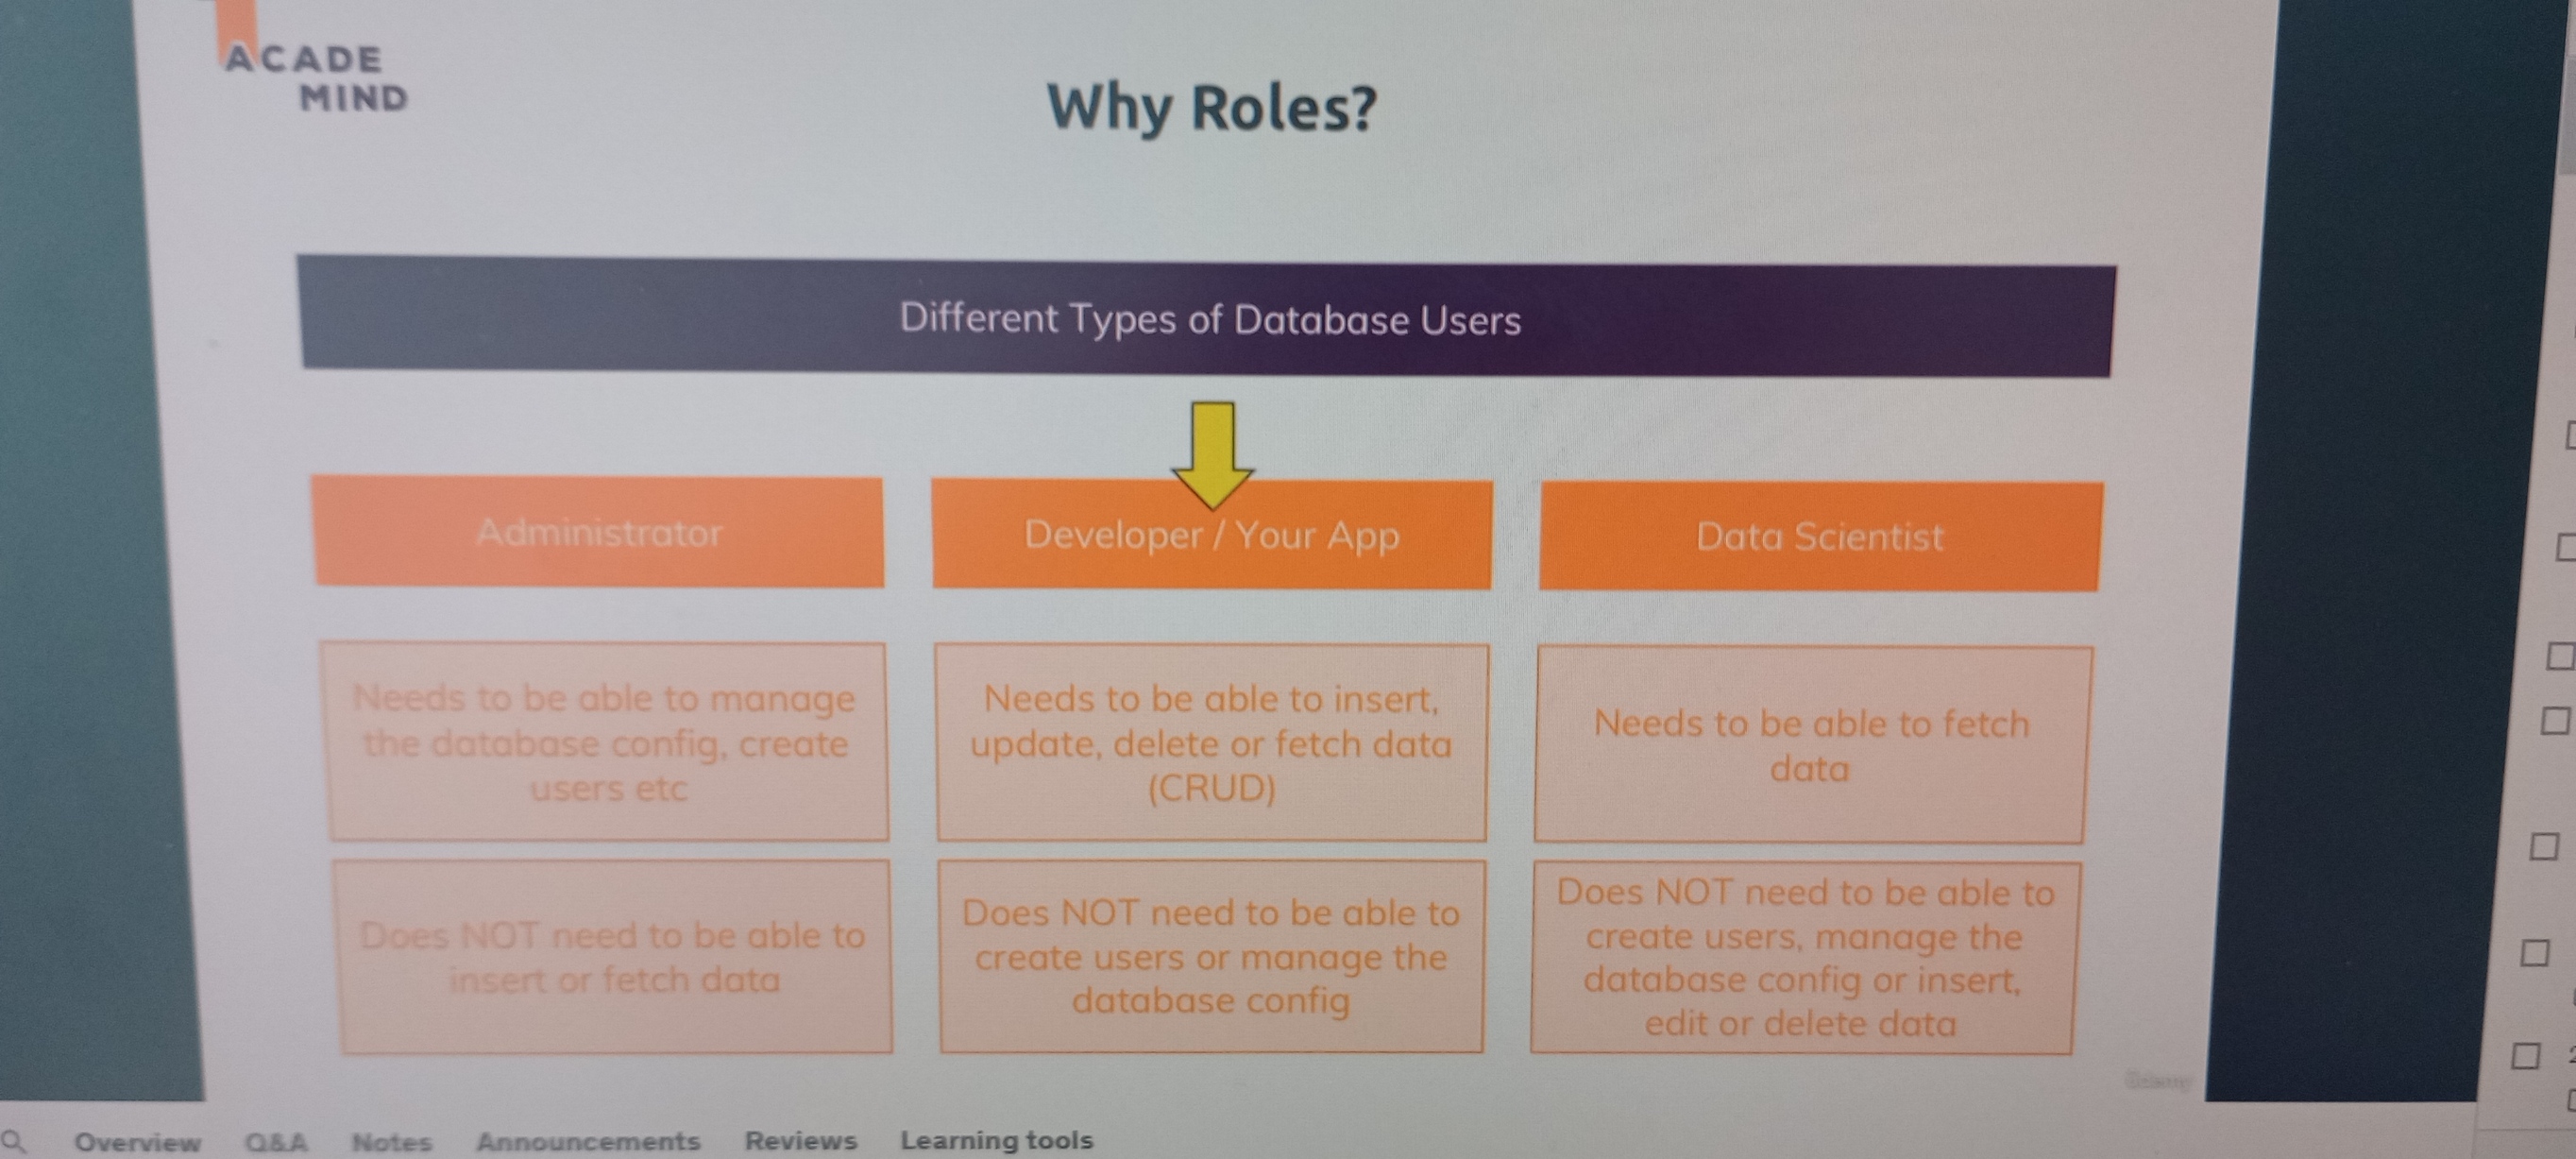 ACADE
MIND
Why Roles?
Different Types of Database Users
Administrator
Developer / Your App
Data Scientist
Needs to be able to manage
the database config, create
users etc
Needs to be able to insert,
update, delete or fetch data
(CRUD)
Needs to be able to fetch
data
Does NOT need to be able to
insert or fetch data
Does NOT need to be able to
create users or manage the
database config
Does NOT need to be able to
create users, manage the
database config or insert,
edit or delete data
Udemy
Overview
Q&A
Notes
Announcements
Reviews
Learning tools